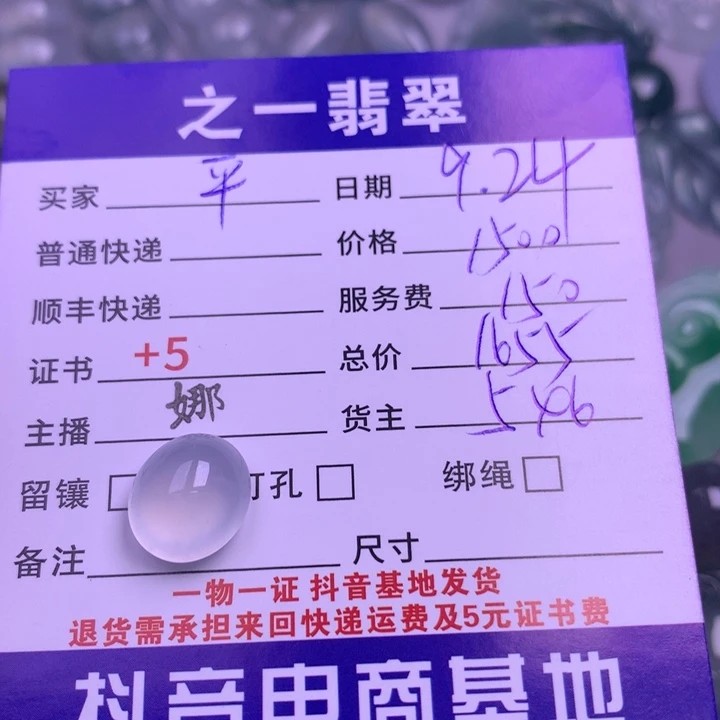 之一翡翠
买家 平 日期 9.24
普通快递 价格 1500
顺丰快递 服务费 150
证书 +5 总价 1655
主播 娜 货主 546
留镶 打孔 绑绳
备注 尺寸
一物一证 抖音基地发货
退货需承担来回快递运费及5元证书费
抖音电商基地